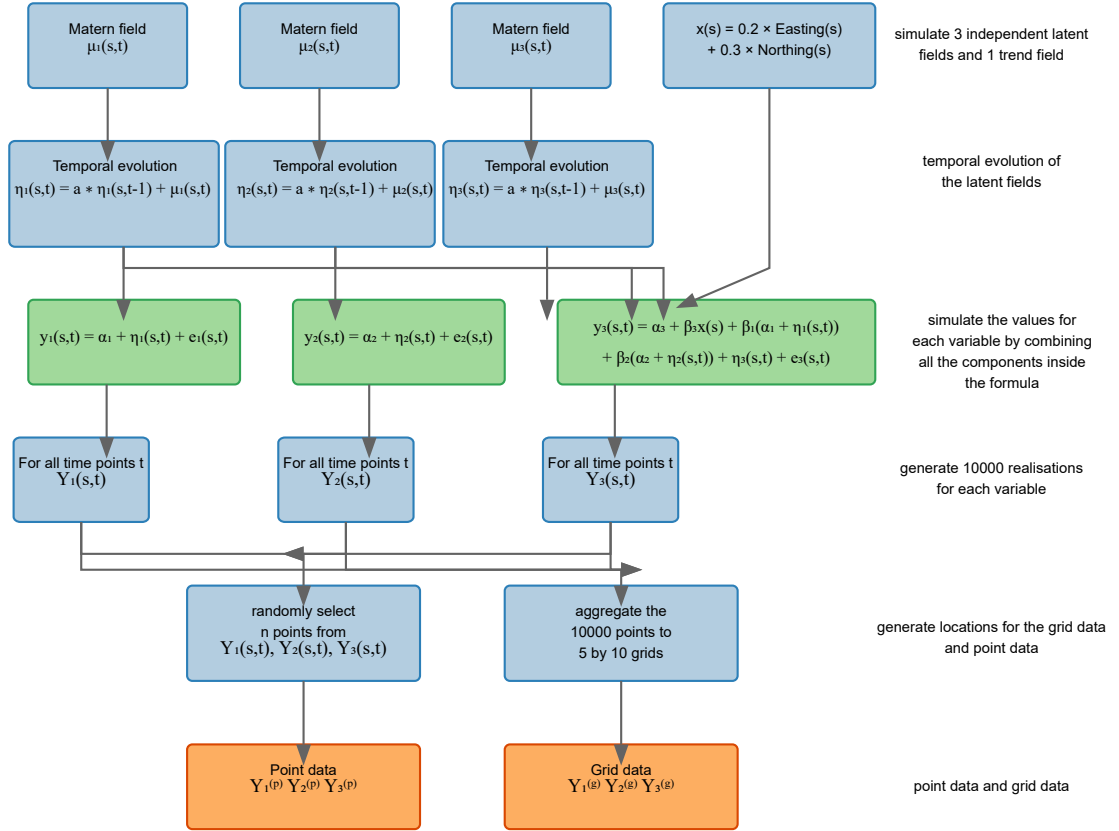 Matern field
μ₁(s,t)
Matern field
μ₂(s,t)
Matern field
μ₃(s,t)
x(s) = 0.2 × Easting(s)
+ 0.3 × Northing(s)
simulate 3 independent latent
fields and 1 trend field
Temporal evolution
η₁(s,t) = a * η₁(s,t-1) + μ₁(s,t)
Temporal evolution
η₂(s,t) = a * η₂(s,t-1) + μ₂(s,t)
Temporal evolution
η₃(s,t) = a * η₃(s,t-1) + μ₃(s,t)
temporal evolution of
the latent fields
y₁(s,t) = α₁ + η₁(s,t) + e₁(s,t)
y₂(s,t) = α₂ + η₂(s,t) + e₂(s,t)
y₃(s,t) = α₃ + β₃x(s) + β₁(α₁ + η₁(s,t))
+ β₂(α₂ + η₂(s,t)) + η₃(s,t) + e₃(s,t)
simulate the values for
each variable by combining
all the components inside
the formula
For all time points t
Y₁(s,t)
For all time points t
Y₂(s,t)
For all time points t
Y₃(s,t)
generate 10000 realisations
for each variable
randomly select
n points from
Y₁(s,t), Y₂(s,t), Y₃(s,t)
aggregate the
10000 points to
5 by 10 grids
generate locations for the grid data
and point data
Point data
Y₁⁽ᵖ⁾ Y₂⁽ᵖ⁾ Y₃⁽ᵖ⁾
Grid data
Y₁⁽ᵍ⁾ Y₂⁽ᵍ⁾ Y₃⁽ᵍ⁾
point data and grid data